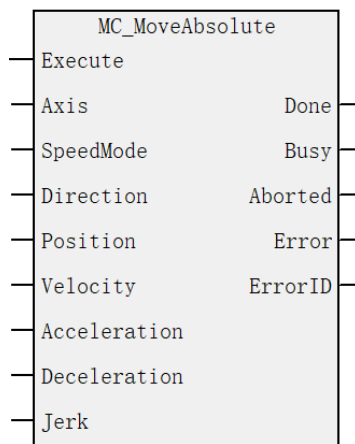 MC_MoveAbsolute
Execute
Axis Done
SpeedMode Busy
Direction Aborted
Position Error
Velocity ErrorID
Acceleration
Deceleration
Jerk